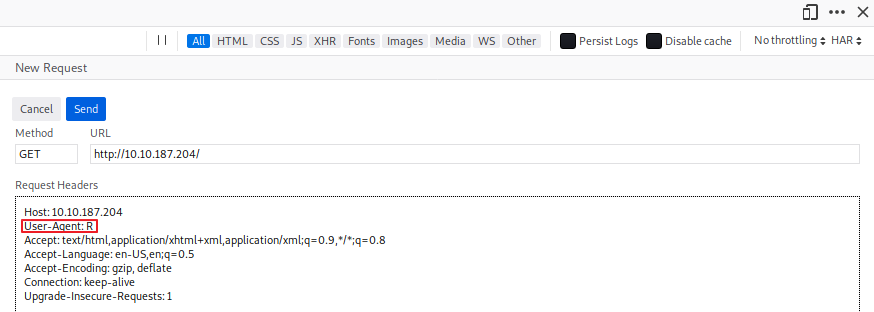 All HTML CSS JS XHR Fonts Images Media WS Other Persist Logs Disable cache No throttling HAR
New Request
Cancel Send
Method URL
GET http://10.10.187.204/
Request Headers
Host: 10.10.187.204
User-Agent: R
Accept: text/html,application/xhtml+xml,application/xml;q=0.9,*/*;q=0.8
Accept-Language: en-US,en;q=0.5
Accept-Encoding: gzip, deflate
Connection: keep-alive
Upgrade-Insecure-Requests: 1